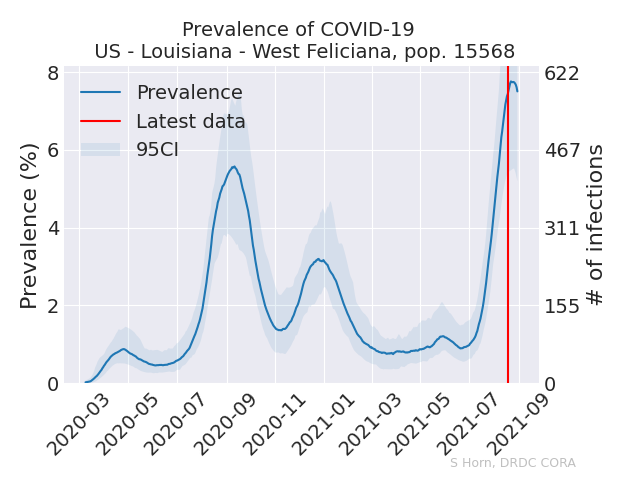 Prevalence of COVID-19
US - Louisiana - West Feliciana, pop. 15568
Prevalence
Latest data
95CI
Prevalence (%)
8
6
4
2
0
622
467
311
155
0
# of infections
2020-03
2020-05
2020-07
2020-09
2020-11
2021-01
2021-03
2021-05
2021-07
2021-09
S Horn, DRDC CORA